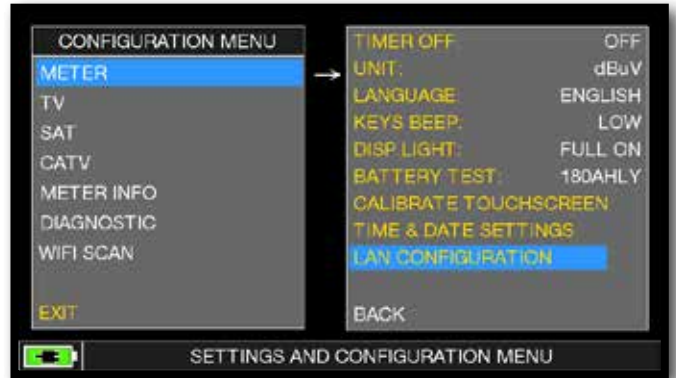 CONFIGURATION MENU
METER
TV
SAT
CATV
METER INFO
DIAGNOSTIC
WIFI SCAN
EXIT
→
TIMER OFF OFF
UNIT: dBuV
LANGUAGE: ENGLISH
KEYS BEEP: LOW
DISP.LIGHT: FULL ON
BATTERY TEST: 180AHLY
CALIBRATE TOUCHSCREEN
TIME & DATE SETTINGS
LAN CONFIGURATION
BACK
SETTINGS AND CONFIGURATION MENU